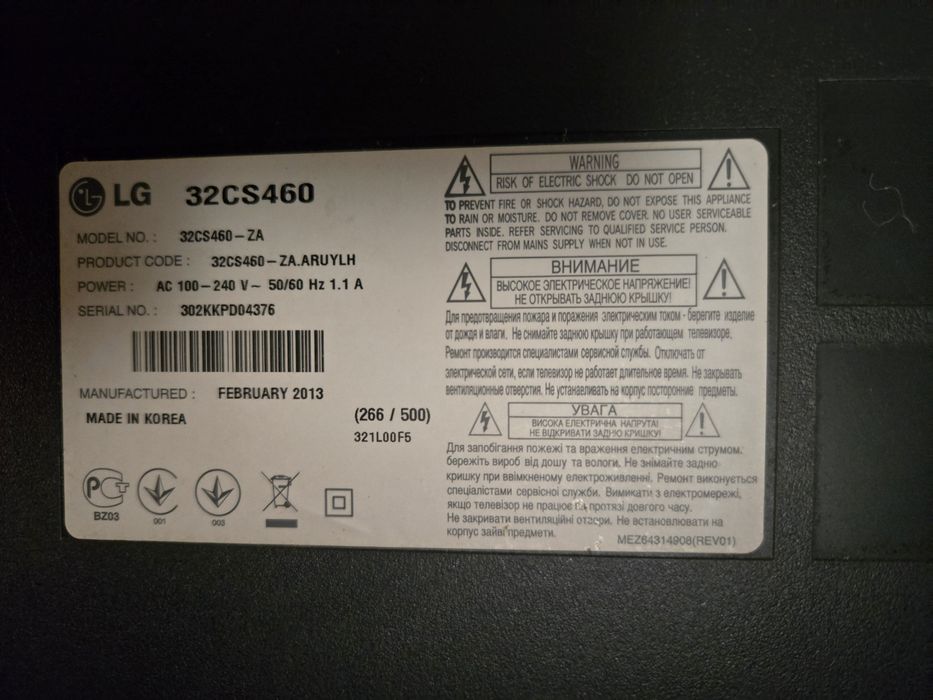 LG 32CS460
MODEL NO. : 32CS460-ZA
PRODUCT CODE : 32CS460-ZA.ARUYLH
POWER : AC 100-240 V~ 50/60 Hz 1.1 A
SERIAL NO. : 302KKPD04376
MANUFACTURED : FEBRUARY 2013
MADE IN KOREA
(266 / 500)
321L00F5
РСТ
BZ03
001
003
WARNING
RISK OF ELECTRIC SHOCK DO NOT OPEN
TO PREVENT FIRE OR SHOCK HAZARD, DO NOT EXPOSE THIS APPLIANCE
TO RAIN OR MOISTURE. DO NOT REMOVE COVER. NO USER SERVICEABLE
PARTS INSIDE. REFER SERVICING TO QUALIFIED SERVICE PERSON.
DISCONNECT FROM MAINS SUPPLY WHEN NOT IN USE.
ВНИМАНИЕ
ВЫСОКОЕ ЭЛЕКТРИЧЕСКОЕ НАПРЯЖЕНИЕ!
НЕ ОТКРЫВАТЬ ЗАДНЮЮ КРЫШКУ!
Для предотвращения пожара и поражения электрическим током - берегите изделие
от дождя и влаги. Не снимайте заднюю крышку при работающем телевизоре.
Ремонт производится специалистами сервисной службы. Отключать от
электрической сети, если телевизор не работает длительное время. Не закрывать
вентиляционные отверстия. Не устанавливать на корпус посторонние предметы.
УВАГА
ВИСОКА ЕЛЕКТРИЧНА НАПРУГА!
НЕ ВІДКРИВАТИ ЗАДНЮ КРИШКУ!
Для запобігання пожежі та враження електричним струмом.
бережіть вироб від дошу та вологи. Не знімайте задню
кришку при ввімкненому електроживленні. Ремонт виконується
спеціалістами сервісної служби. Вимикати з електромережі,
якщо телевізор не працює на протязі довгого часу.
Не закривати вентиляційні отвори. Не встановлювати на
корпус зайві предмети.
MEZ64314908(REV01)